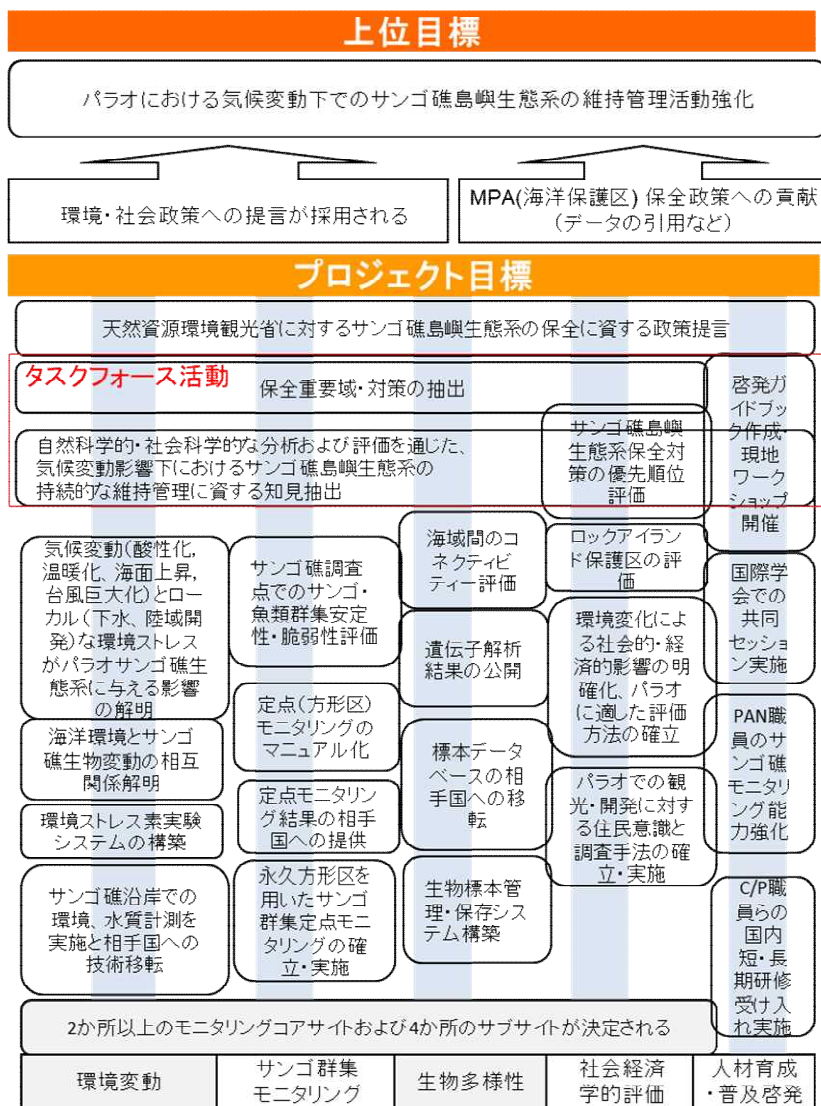 上位目標
パラオにおける気候変動下でのサンゴ礁島嶼生態系の維持管理活動強化
環境・社会政策への提言が採用される
MPA(海洋保護区) 保全政策への貢献
(データの引用など)
プロジェクト目標
天然資源環境観光省に対するサンゴ礁島嶼生態系の保全に資する政策提言
タスクフォース活動
保全重要域・対策の抽出
自然科学的・社会科学的な分析および評価を通じた、
気候変動影響下におけるサンゴ礁島嶼生態系の
持続的な維持管理に資する知見抽出
サンゴ礁島嶼
生態系保全対
策の優先順位
評価
啓発ガ
イドブッ
ク作成・
現地
ワーク
ショップ
開催
気候変動(酸性化,
温暖化、海面上昇,
台風巨大化)とロー
カル(下水、陸域開
発)な環境ストレス
がパラオサンゴ礁生
態系に与える影響
の解明
海洋環境とサンゴ
礁生物変動の相互
関係解明
環境ストレス素実験
システムの構築
サンゴ礁沿岸での
環境、水質計測を
実施と相手国への
技術移転
サンゴ礁調査
点でのサンゴ・
魚類群集安定
性・脆弱性評価
定点(方形区)
モニタリングの
マニュアル化
定点モニタリン
グ結果の相手
国への提供
永久方形区を
用いたサンゴ
群集定点モニ
タリングの確
立・実施
海域間のコ
ネクティビ
ティー評価
遺伝子解析
結果の公開
標本データ
ベースの相
手国への移
転
生物標本管
理・保存シス
テム構築
ロックアイラン
ド保護区の評
価
環境変化によ
る社会的・経
済的影響の明
確化、パラオ
に適した評価
方法の確立
パラオでの観
光・開発に対す
る住民意識と
調査手法の確
立・実施
国際学
会での
共同
セッショ
ン実施
PAN職
員のサ
ンゴ礁
モニタリ
ング能
力強化
C/P職
員らの
国内
短・長
期研修
受け入
れ実施
2か所以上のモニタリングコアサイトおよび4か所のサブサイトが決定される
環境変動
サンゴ群集
モニタリング
生物多様性
社会経済
学的評価
人材育成
・普及啓発